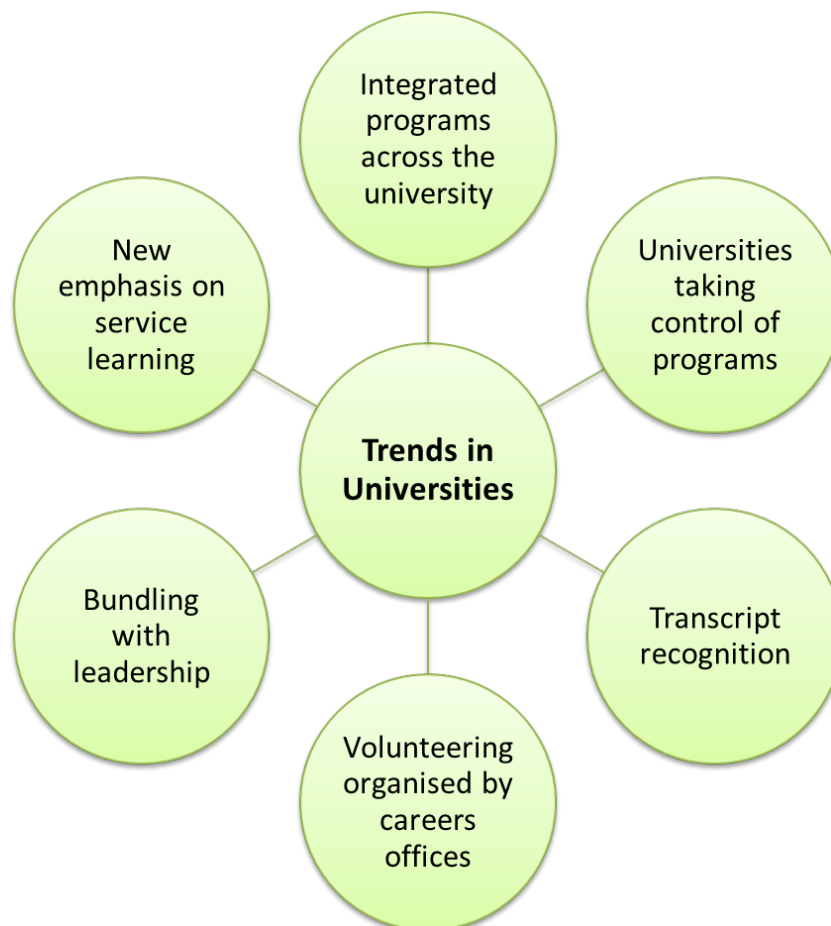 Integrated
programs
across the
university
Universities
taking
control of
programs
Transcript
recognition
Volunteering
organised by
careers
offices
Bundling
with
leadership
New
emphasis on
service
learning
Trends in
Universities